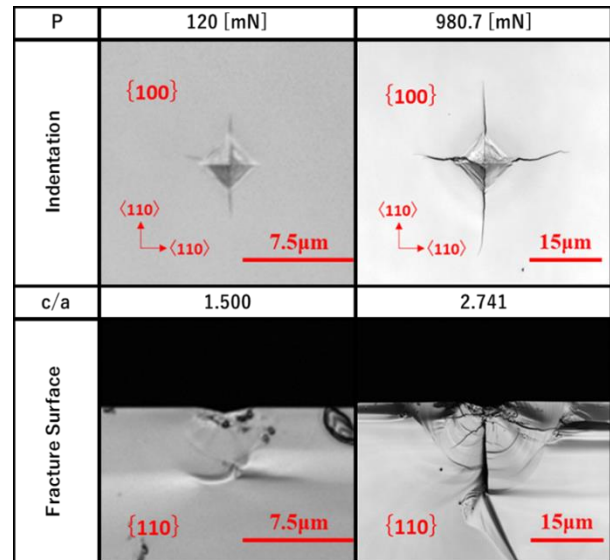 P
120 [mN]
980.7 [mN]
Indentation
{100}
⟨110⟩
⟨110⟩
7.5μm
{100}
⟨110⟩
⟨110⟩
15μm
c/a
1.500
2.741
Fracture Surface
{110}
7.5μm
{110}
15μm